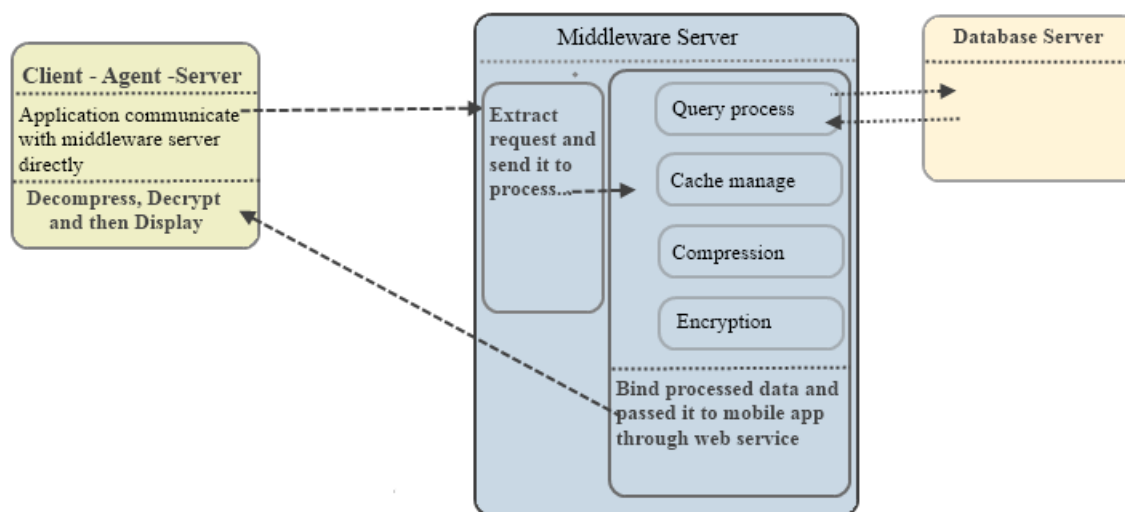 Client - Agent -Server
Application communicate
with middleware server
directly
Decompress, Decrypt
and then Display
Middleware Server
Extract
request and
send it to
process...
Query process
Cache manage
Compression
Encryption
Bind processed data and
passed it to mobile app
through web service
Database Server